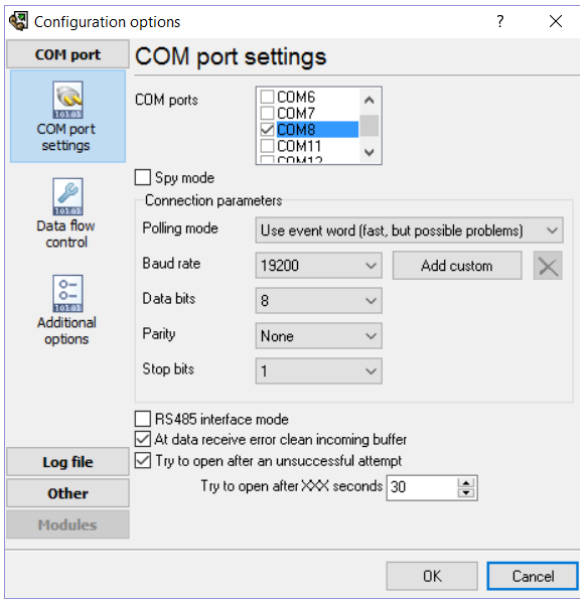 Configuration options
?
COM port
COM port settings
COM port
settings
Data flow
control
Additional
options
Log file
Other
Modules
COM ports
COM6
COM7
COM8
COM11
COM12
Spy mode
Connection parameters
Polling mode
Use event word (fast, but possible problems)
Baud rate
19200
Add custom
Data bits
8
Parity
None
Stop bits
1
RS485 interface mode
At data receive error clean incoming buffer
Try to open after an unsuccessful attempt
Try to open after XXX seconds
30
OK
Cancel